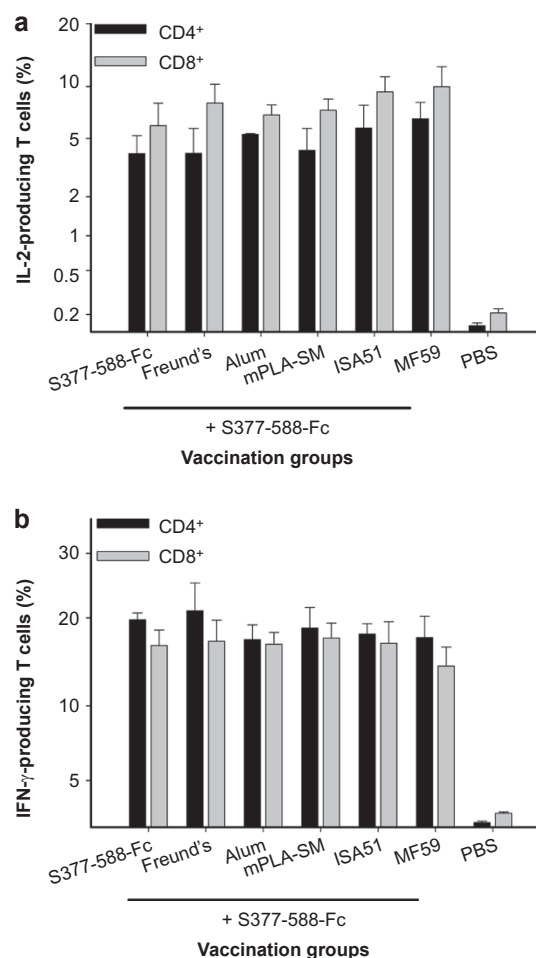 a
CD4+
CD8+
IL-2-producing T cells (%)
20
10
5
2
1
0.5
0.2
S377-588-Fc
Freund's
Alum
mPLA-SM
ISA51
MF59
PBS
+ S377-588-Fc
Vaccination groups
b
CD4+
CD8+
IFN-γ-producing T cells (%)
30
20
10
5
S377-588-Fc
Freund's
Alum
mPLA-SM
ISA51
MF59
PBS
+ S377-588-Fc
Vaccination groups